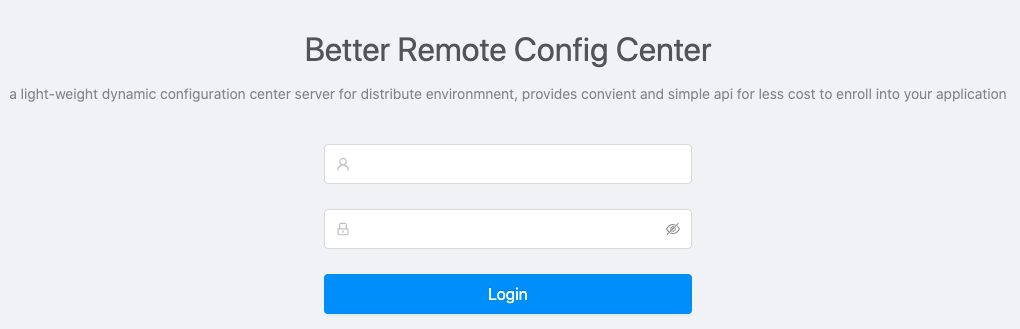 Better Remote Config Center
a light-weight dynamic configuration center server for distribute environmnent, provides convient and simple api for less cost to enroll into your application
Login